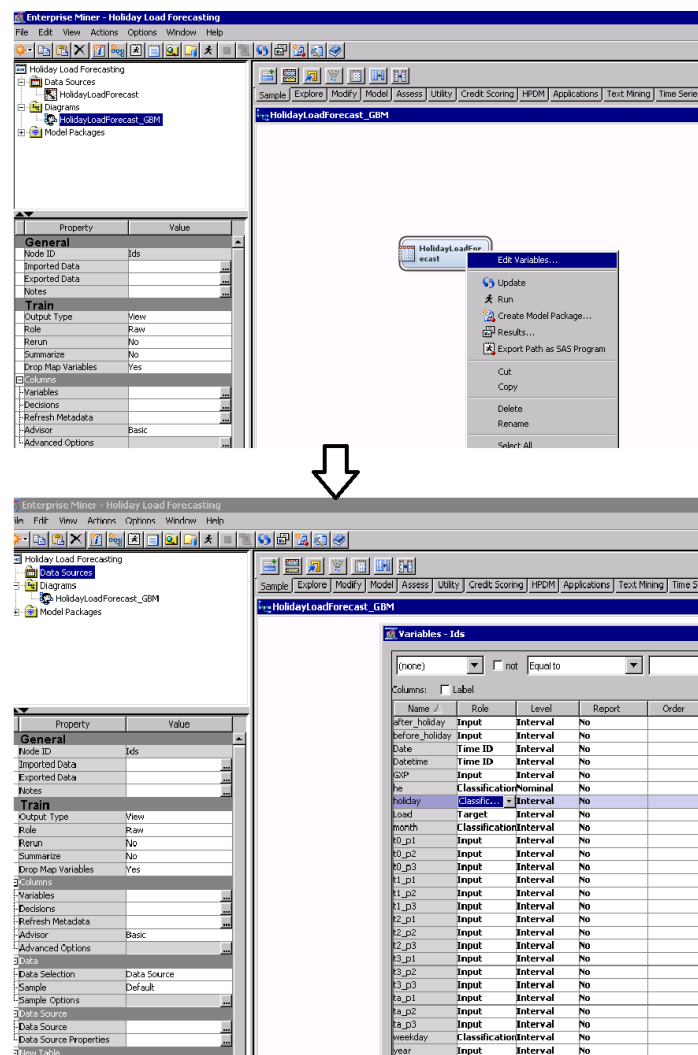 Enterprise Miner - Holiday Load Forecasting
File Edit View Actions Options Window Help
Holiday Load Forecasting
Data Sources
HolidayLoadForecast
Diagrams
HolidayLoadForecast_GBM
Model Packages
Sample Explore Modify Model Assess Utility Credit Scoring HPDM Applications Text Mining Time Serie
HolidayLoadForecast_GBM
HolidayLoadFor
ecast
Edit Variables...
Update
Run
Create Model Package...
Results...
Export Path as SAS Program
Cut
Copy
Delete
Rename
Select All
Property Value
General
Node ID Ids
Imported Data ...
Exported Data ...
Notes ...
Train
Output Type View
Role Raw
Rerun No
Summarize No
Drop Map Variables Yes
Columns
Variables ...
Decisions ...
Refresh Metadata ...
Advisor Basic
Advanced Options ...
Enterprise Miner - Holiday Load Forecasting
File Edit View Actions Options Window Help
Holiday Load Forecasting
Data Sources
Diagrams
HolidayLoadForecast_GBM
Model Packages
Sample Explore Modify Model Assess Utility Credit Scoring HPDM Applications Text Mining Time S
HolidayLoadForecast_GBM
Variables - Ids
(none) not Equal to
Columns: Label
Name Role Level Report Order
after_holiday Input Interval No
before_holiday Input Interval No
Date Time ID Interval No
Datetime Time ID Interval No
GXP Input Interval No
he Classification Nominal No
holiday Classific... Interval No
Load Target Interval No
month Classification Interval No
t0_p1 Input Interval No
t0_p2 Input Interval No
t0_p3 Input Interval No
t1_p1 Input Interval No
t1_p2 Input Interval No
t1_p3 Input Interval No
t2_p1 Input Interval No
t2_p2 Input Interval No
t2_p3 Input Interval No
t3_p1 Input Interval No
t3_p2 Input Interval No
t3_p3 Input Interval No
ta_p1 Input Interval No
ta_p2 Input Interval No
ta_p3 Input Interval No
weekday Classification Interval No
year Input Interval No
Property Value
General
Node ID Ids
Imported Data ...
Exported Data ...
Notes ...
Train
Output Type View
Role Raw
Rerun No
Summarize No
Drop Map Variables Yes
Columns
Variables ...
Decisions ...
Refresh Metadata ...
Advisor Basic
Advanced Options ...
Data
Data Selection Data Source
Sample Default
Sample Options ...
Data Source
Data Source ...
Data Source Properties ...
New Table